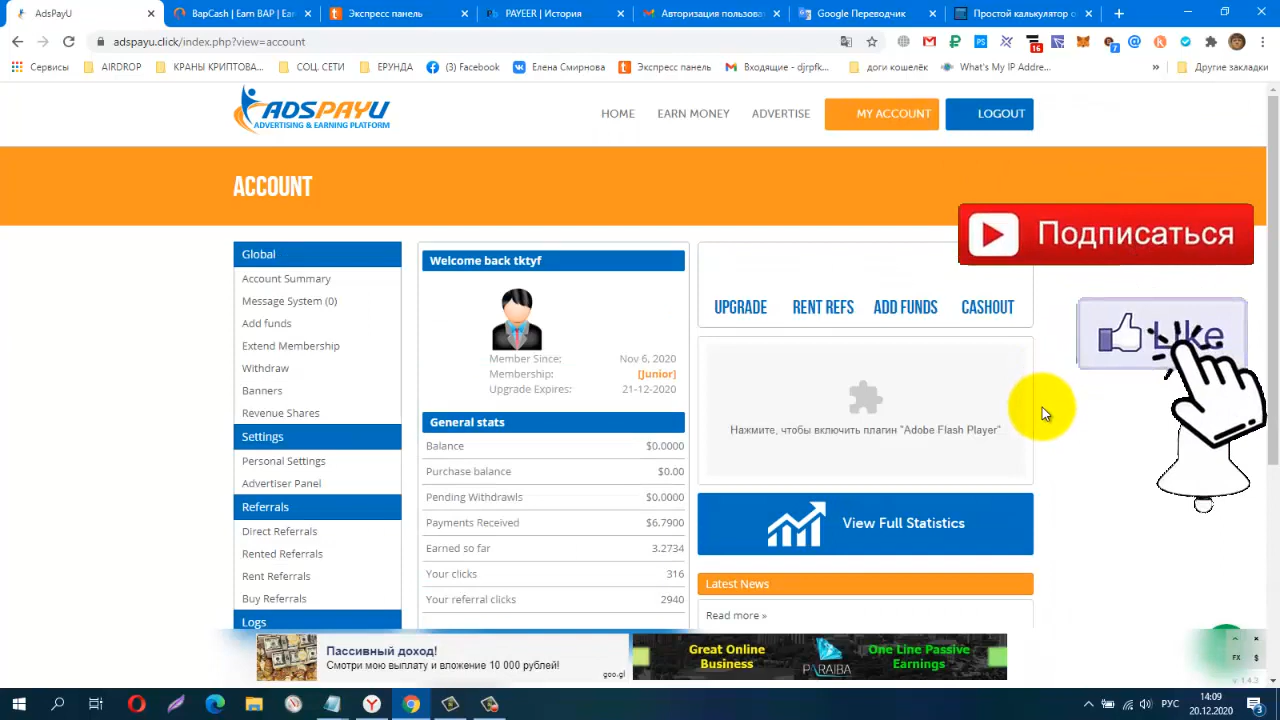 AdsPayU
BapCash | Earn BAP | Ear
Экспресс панель
PAYEER | История
Авторизация пользова
Google Переводчик
Простой калькулятор о
adspayu.click/index.php?view=account
16
7
Сервисы
AIRDROP
КРАНЫ КРИПТОВА...
СОЦ. СЕТИ
ЕРУНДА
(3) Facebook
Елена Смирнова
Экспресс панель
Входящие - djrpfk...
доги кошелёк
What's My IP Addre...
»
Другие закладки
ADSPAYU
ADVERTISING & EARNING PLATFORM
HOME
EARN MONEY
ADVERTISE
MY ACCOUNT
LOGOUT
ACCOUNT
Подписаться
Like
Global
Account Summary
Message System (0)
Add funds
Extend Membership
Withdraw
Banners
Revenue Shares
Settings
Personal Settings
Advertiser Panel
Referrals
Direct Referrals
Rented Referrals
Rent Referrals
Buy Referrals
Logs
Welcome back tktyf
Member Since: Nov 6, 2020
Membership: [Junior]
Upgrade Expires: 21-12-2020
General stats
Balance $0.0000
Purchase balance $0.00
Pending Withdrawls $0.0000
Payments Received $6.7900
Earned so far 3.2734
Your clicks 316
Your referral clicks 2940
UPGRADE
RENT REFS
ADD FUNDS
CASHOUT
Нажмите, чтобы включить плагин "Adobe Flash Player"
View Full Statistics
Latest News
Read more »
Пассивный доход!
Смотри мою выплату и вложение 10 000 рублей!
goo.gl
Great Online
Business
PARAIBA
One Line Passive
Earnings
FX $
v 1.4.3
РУС
14:09
20.12.2020
3